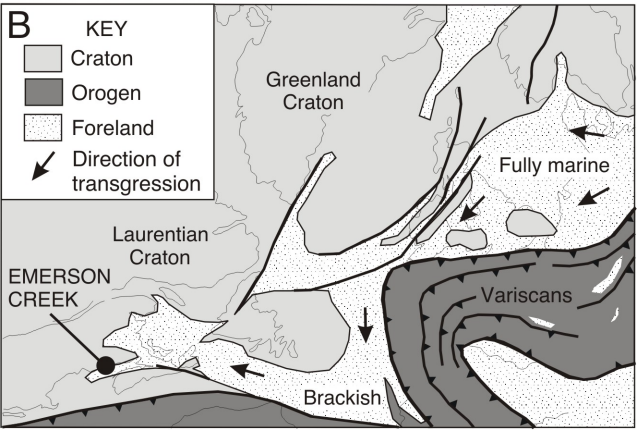 B
KEY
Craton
Orogen
Foreland
Direction of
transgression
Greenland
Craton
Fully marine
Laurentian
Craton
EMERSON
CREEK
Variscans
Brackish